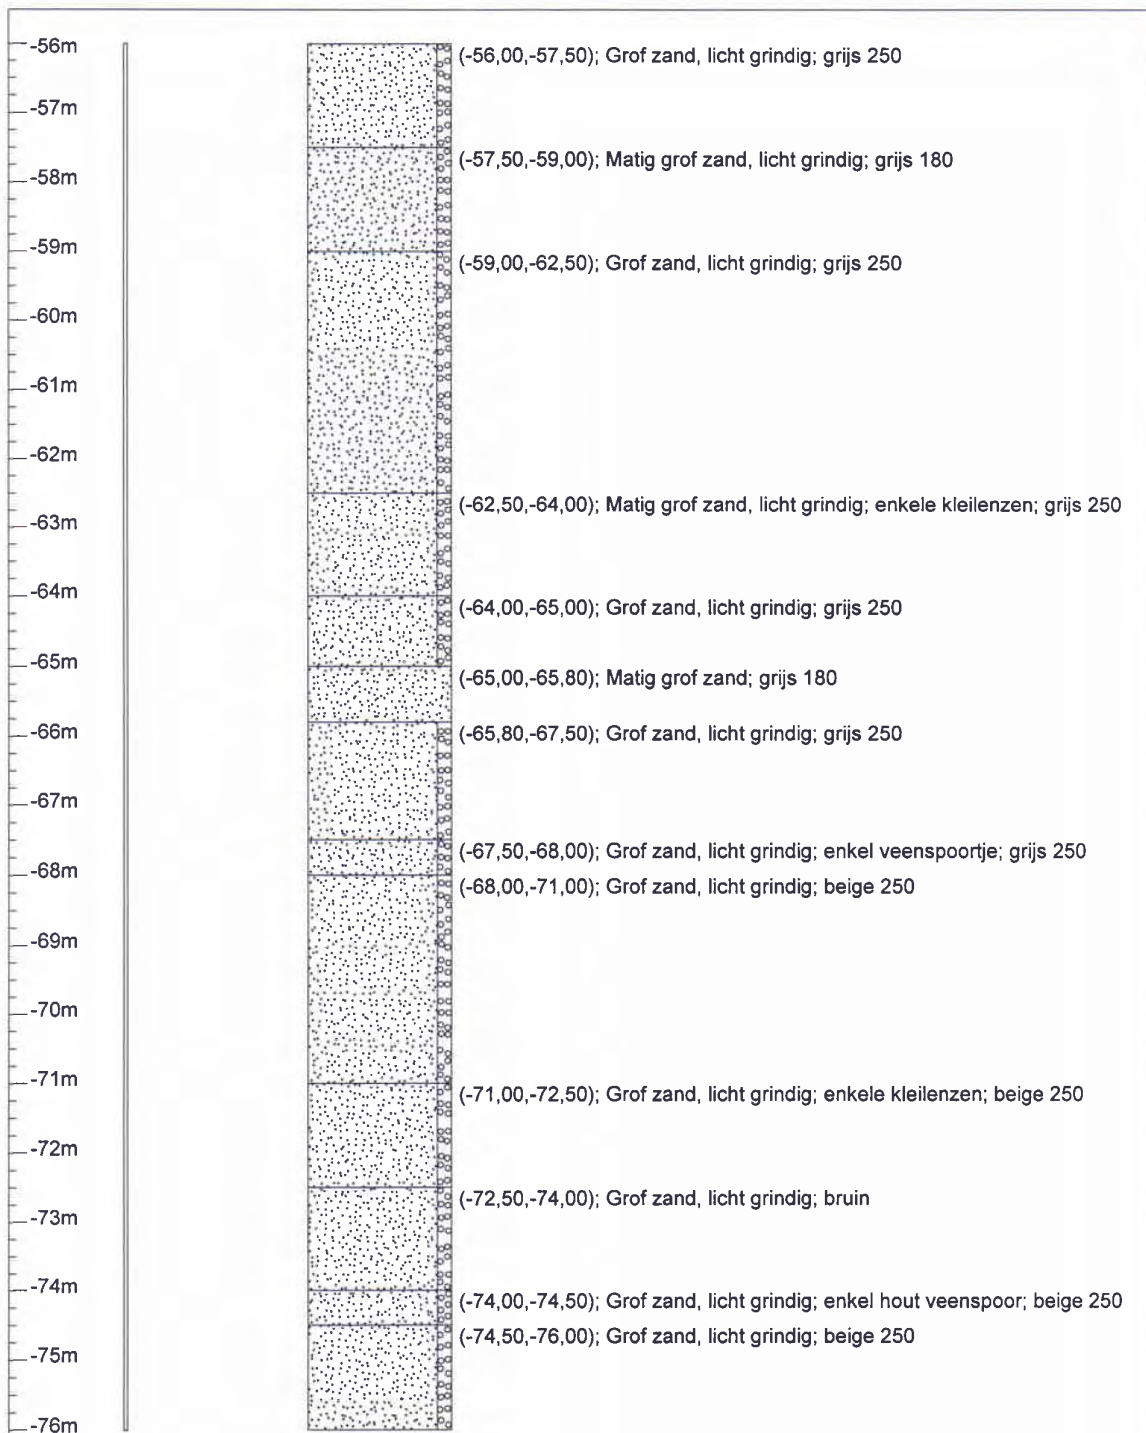 -56m
(-56,00,-57,50); Grof zand, licht grindig; grijs 250
-57m
(-57,50,-59,00); Matig grof zand, licht grindig; grijs 180
-58m
-59m
(-59,00,-62,50); Grof zand, licht grindig; grijs 250
-60m
-61m
-62m
(-62,50,-64,00); Matig grof zand, licht grindig; enkele kleilenzen; grijs 250
-63m
-64m
(-64,00,-65,00); Grof zand, licht grindig; grijs 250
-65m
(-65,00,-65,80); Matig grof zand; grijs 180
-66m
(-65,80,-67,50); Grof zand, licht grindig; grijs 250
-67m
(-67,50,-68,00); Grof zand, licht grindig; enkel veenspoortje; grijs 250
-68m
(-68,00,-71,00); Grof zand, licht grindig; beige 250
-69m
-70m
-71m
(-71,00,-72,50); Grof zand, licht grindig; enkele kleilenzen; beige 250
-72m
(-72,50,-74,00); Grof zand, licht grindig; bruin
-73m
-74m
(-74,00,-74,50); Grof zand, licht grindig; enkel hout veenspoor; beige 250
(-74,50,-76,00); Grof zand, licht grindig; beige 250
-75m
-76m